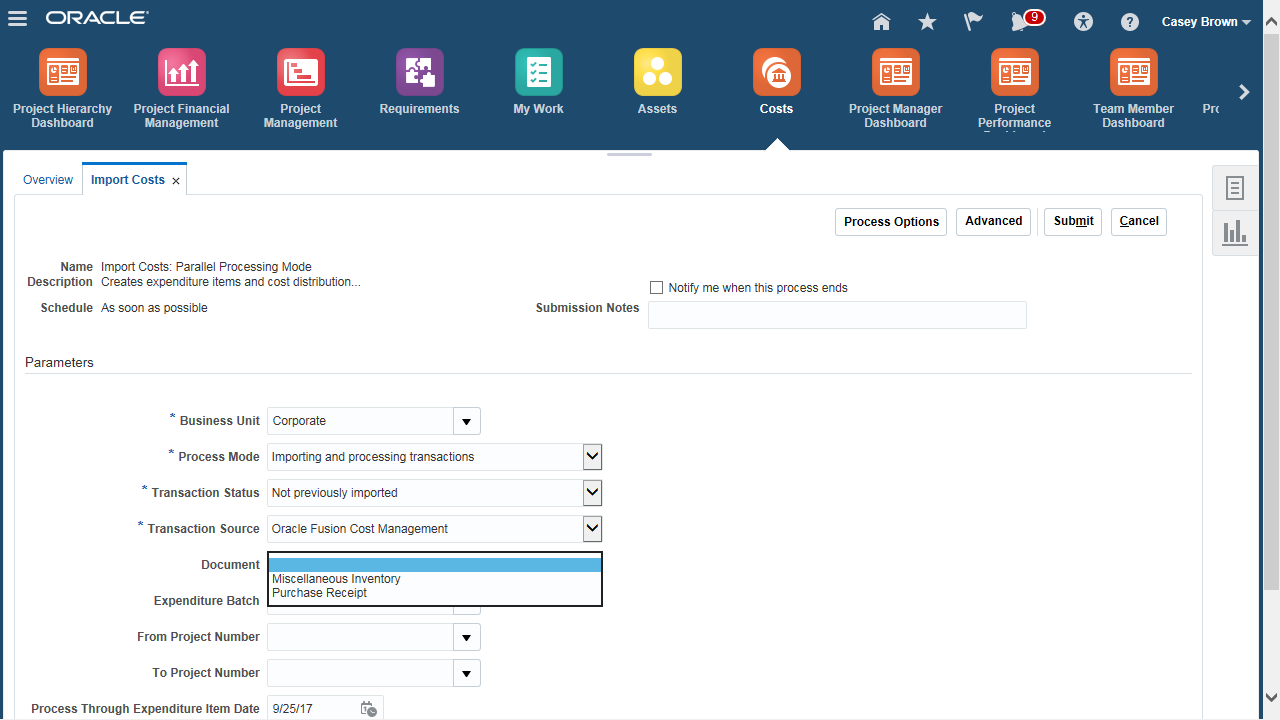 ORACLE
9
Casey Brown
Project Hierarchy
Dashboard
Project Financial
Management
Project
Management
Requirements
My Work
Assets
Costs
Project Manager
Dashboard
Project
Performance
Team Member
Dashboard
Overview
Import Costs
Process Options
Advanced
Submit
Cancel
Name Import Costs: Parallel Processing Mode
Description Creates expenditure items and cost distribution...
Notify me when this process ends
Schedule As soon as possible
Submission Notes
Parameters
* Business Unit Corporate
* Process Mode Importing and processing transactions
* Transaction Status Not previously imported
* Transaction Source Oracle Fusion Cost Management
Document
Miscellaneous Inventory
Purchase Receipt
Expenditure Batch
From Project Number
To Project Number
Process Through Expenditure Item Date 9/25/17